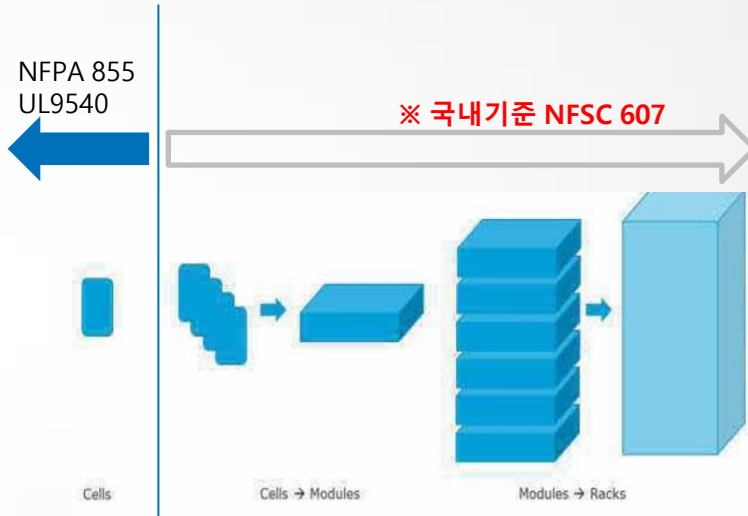 NFPA 855
UL9540
※ 국내기준 NFSC 607
Cells
Cells → Modules
Modules → Racks